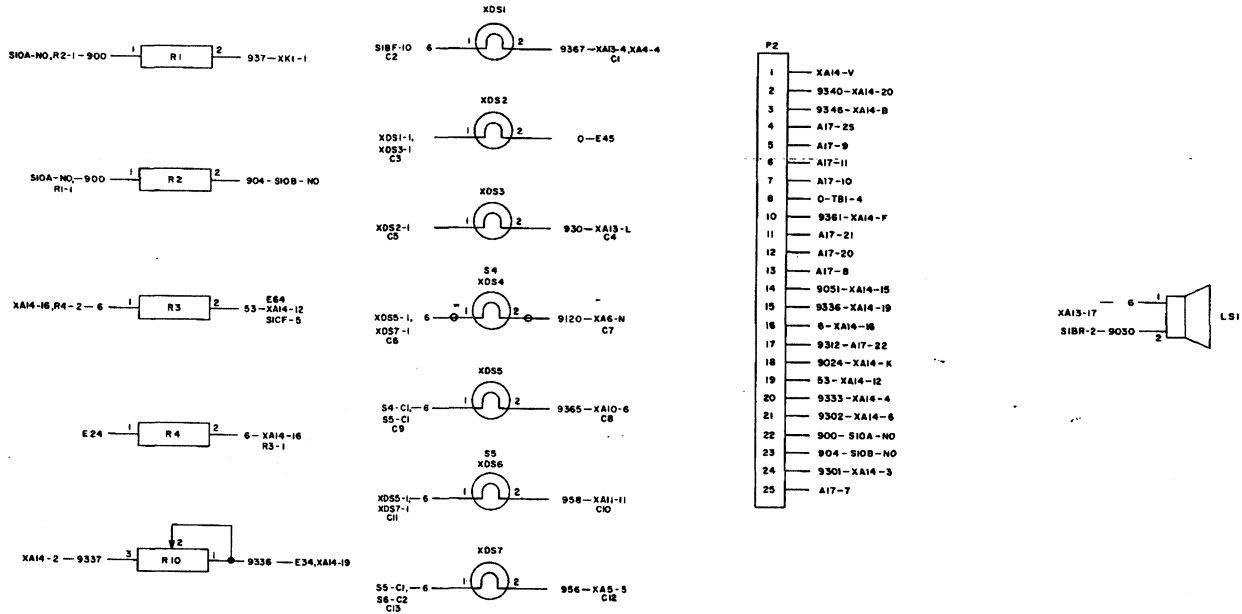 S10A-NO,R2-1-900 1 R1 2 937-XK1-1
S10A-NO,-900 1 R2 2 904-S10B-NO
R1-1
XA14-16,R4-2-6 1 R3 2 53-XA14-12
E64
S1CF-5
E24 1 R4 2 6-XA14-16
R3-1
XA14-2-9337 3 R10 2 1 9336-E34,XA14-19
XDS1
S1BF-10 6 1 2 9367-XA13-4,XA4-4
C2 C1
XDS2
XDS1-1, 1 2 0-E45
XDS3-1
C3
XDS3
XDS2-1 1 2 930-XA13-L
C5 C4
S4
XDS4
XDS5-1, 6 1 2 9120-XA6-N
XDS7-1 C7
C6
XDS5
S4-C1,-6 1 2 9365-XA10-6
S5-C1 C8
C9
S5
XDS6
XDS5-1,-6 1 2 958-XA11-11
XDS7-1 C10
C11
XDS7
S5-C1,-6 1 2 956-XA5-5
S6-C2 C12
C13
P2
1 XA14-V
2 9340-XA14-20
3 9346-XA14-B
4 A17-25
5 A17-9
6 A17-11
7 A17-10
8 0-TB1-4
10 9361-XA14-F
11 A17-21
12 A17-20
13 A17-8
14 9051-XA14-15
15 9336-XA14-19
16 6-XA14-16
17 9312-A17-22
18 9024-XA14-K
19 53-XA14-12
20 9333-XA14-4
21 9302-XA14-6
22 900-S10A-NO
23 904-S10B-NO
24 9301-XA14-3
25 A17-7
XA13-17 - 6 1
S1BR-2-9030 2
LS1